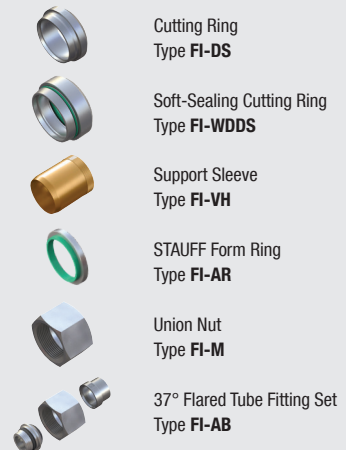 Cutting Ring
Type FI-DS
Soft-Sealing Cutting Ring
Type FI-WDDS
Support Sleeve
Type FI-VH
STAUFF Form Ring
Type FI-AR
Union Nut
Type FI-M
37° Flared Tube Fitting Set
Type FI-AB